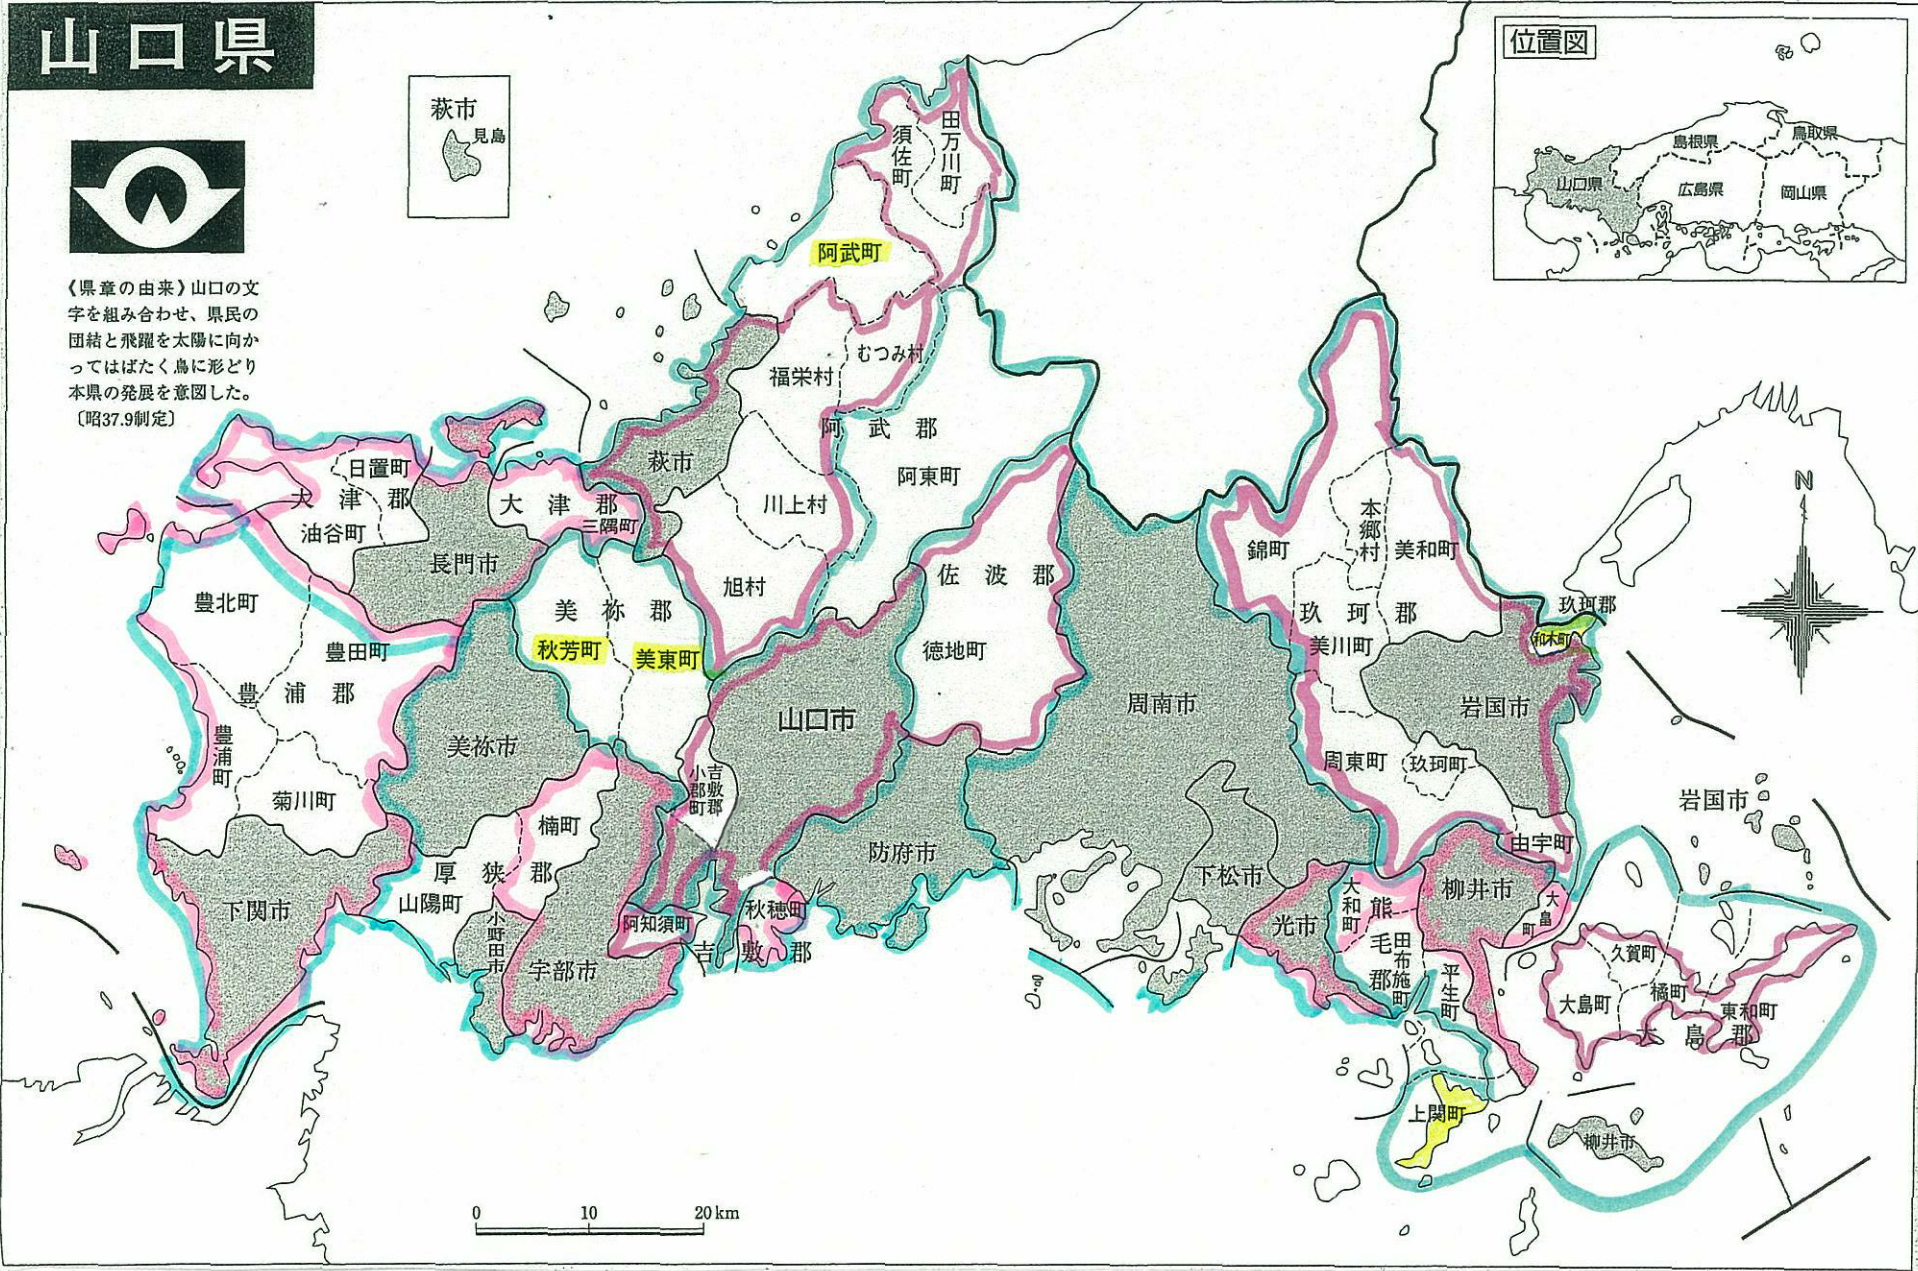 山口県
萩市
見島
《県章の由来》山口の文
字を組み合わせ、県民の
団結と飛躍を太陽に向か
ってはばたく鳥に形どり
本県の発展を意図した。
〔昭37.9制定〕
位置図
島根県
鳥取県
山口県
広島県
岡山県
須佐町
田万川町
阿武町
むつみ村
福栄村
阿武郡
萩市
阿東町
川上村
旭村
日置町
大津郡
油谷町
大津郡
三隅町
長門市
豊北町
豊田町
豊浦郡
豊浦町
菊川町
美祢郡
秋芳町
美東町
美祢市
佐波郡
徳地町
山口市
吉敷郡
小郡町
周南市
錦町
本郷村
美和町
玖珂郡
美川町
玖珂郡
和木町
岩国市
周東町
玖珂町
由宇町
N
岩国市
楠町
厚狭郡
山陽町
小野田市
宇部市
下関市
阿知須町
秋穂町
吉敷郡
防府市
下松市
光市
大和町
熊毛郡
田布施町
平生町
柳井市
大畠町
久賀町
大島町
橘町
東和町
大島郡
上関町
柳井市
0 10 20km